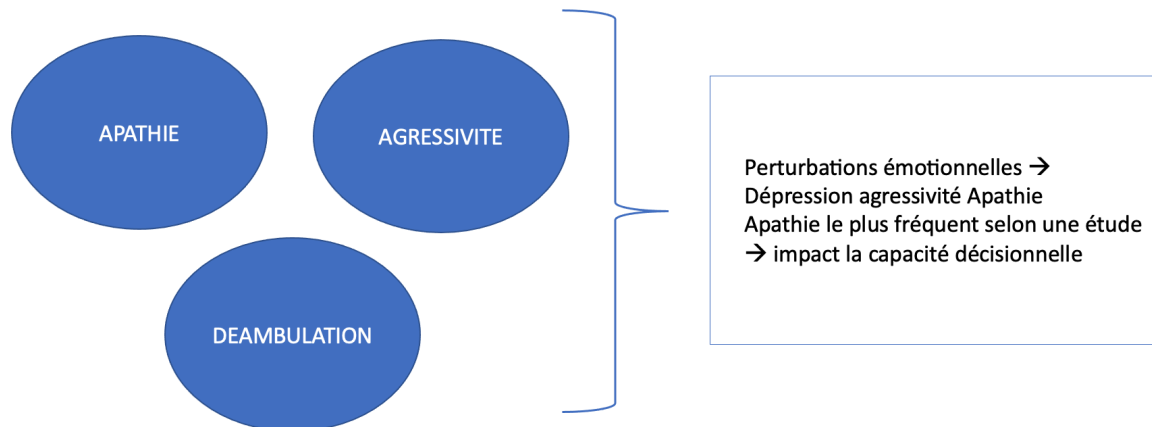 APATHIE
AGRESSIVITE
DEAMBULATION
Perturbations émotionnelles →
Dépression agressivité Apathie
Apathie le plus fréquent selon une étude
→ impact la capacité décisionnelle